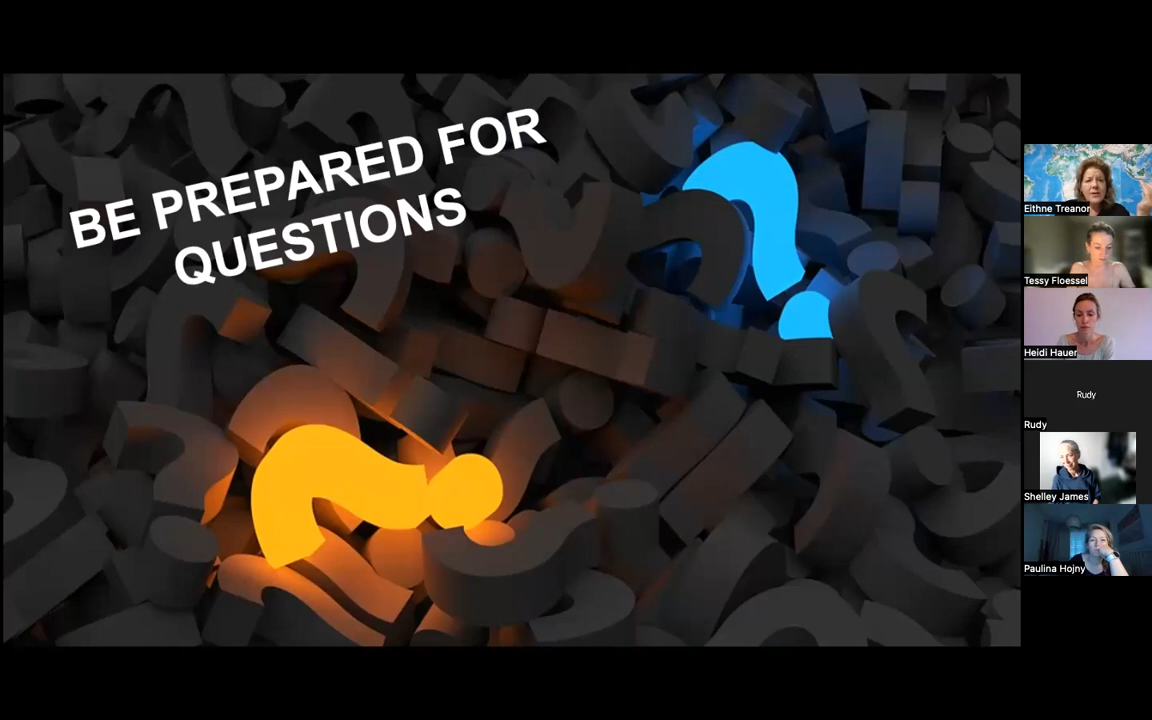 BE PREPARED FOR
QUESTIONS
Eithne Treanor
Tessy Floessel
Heidi Hauer
Rudy
Rudy
Shelley James
Paulina Hojny